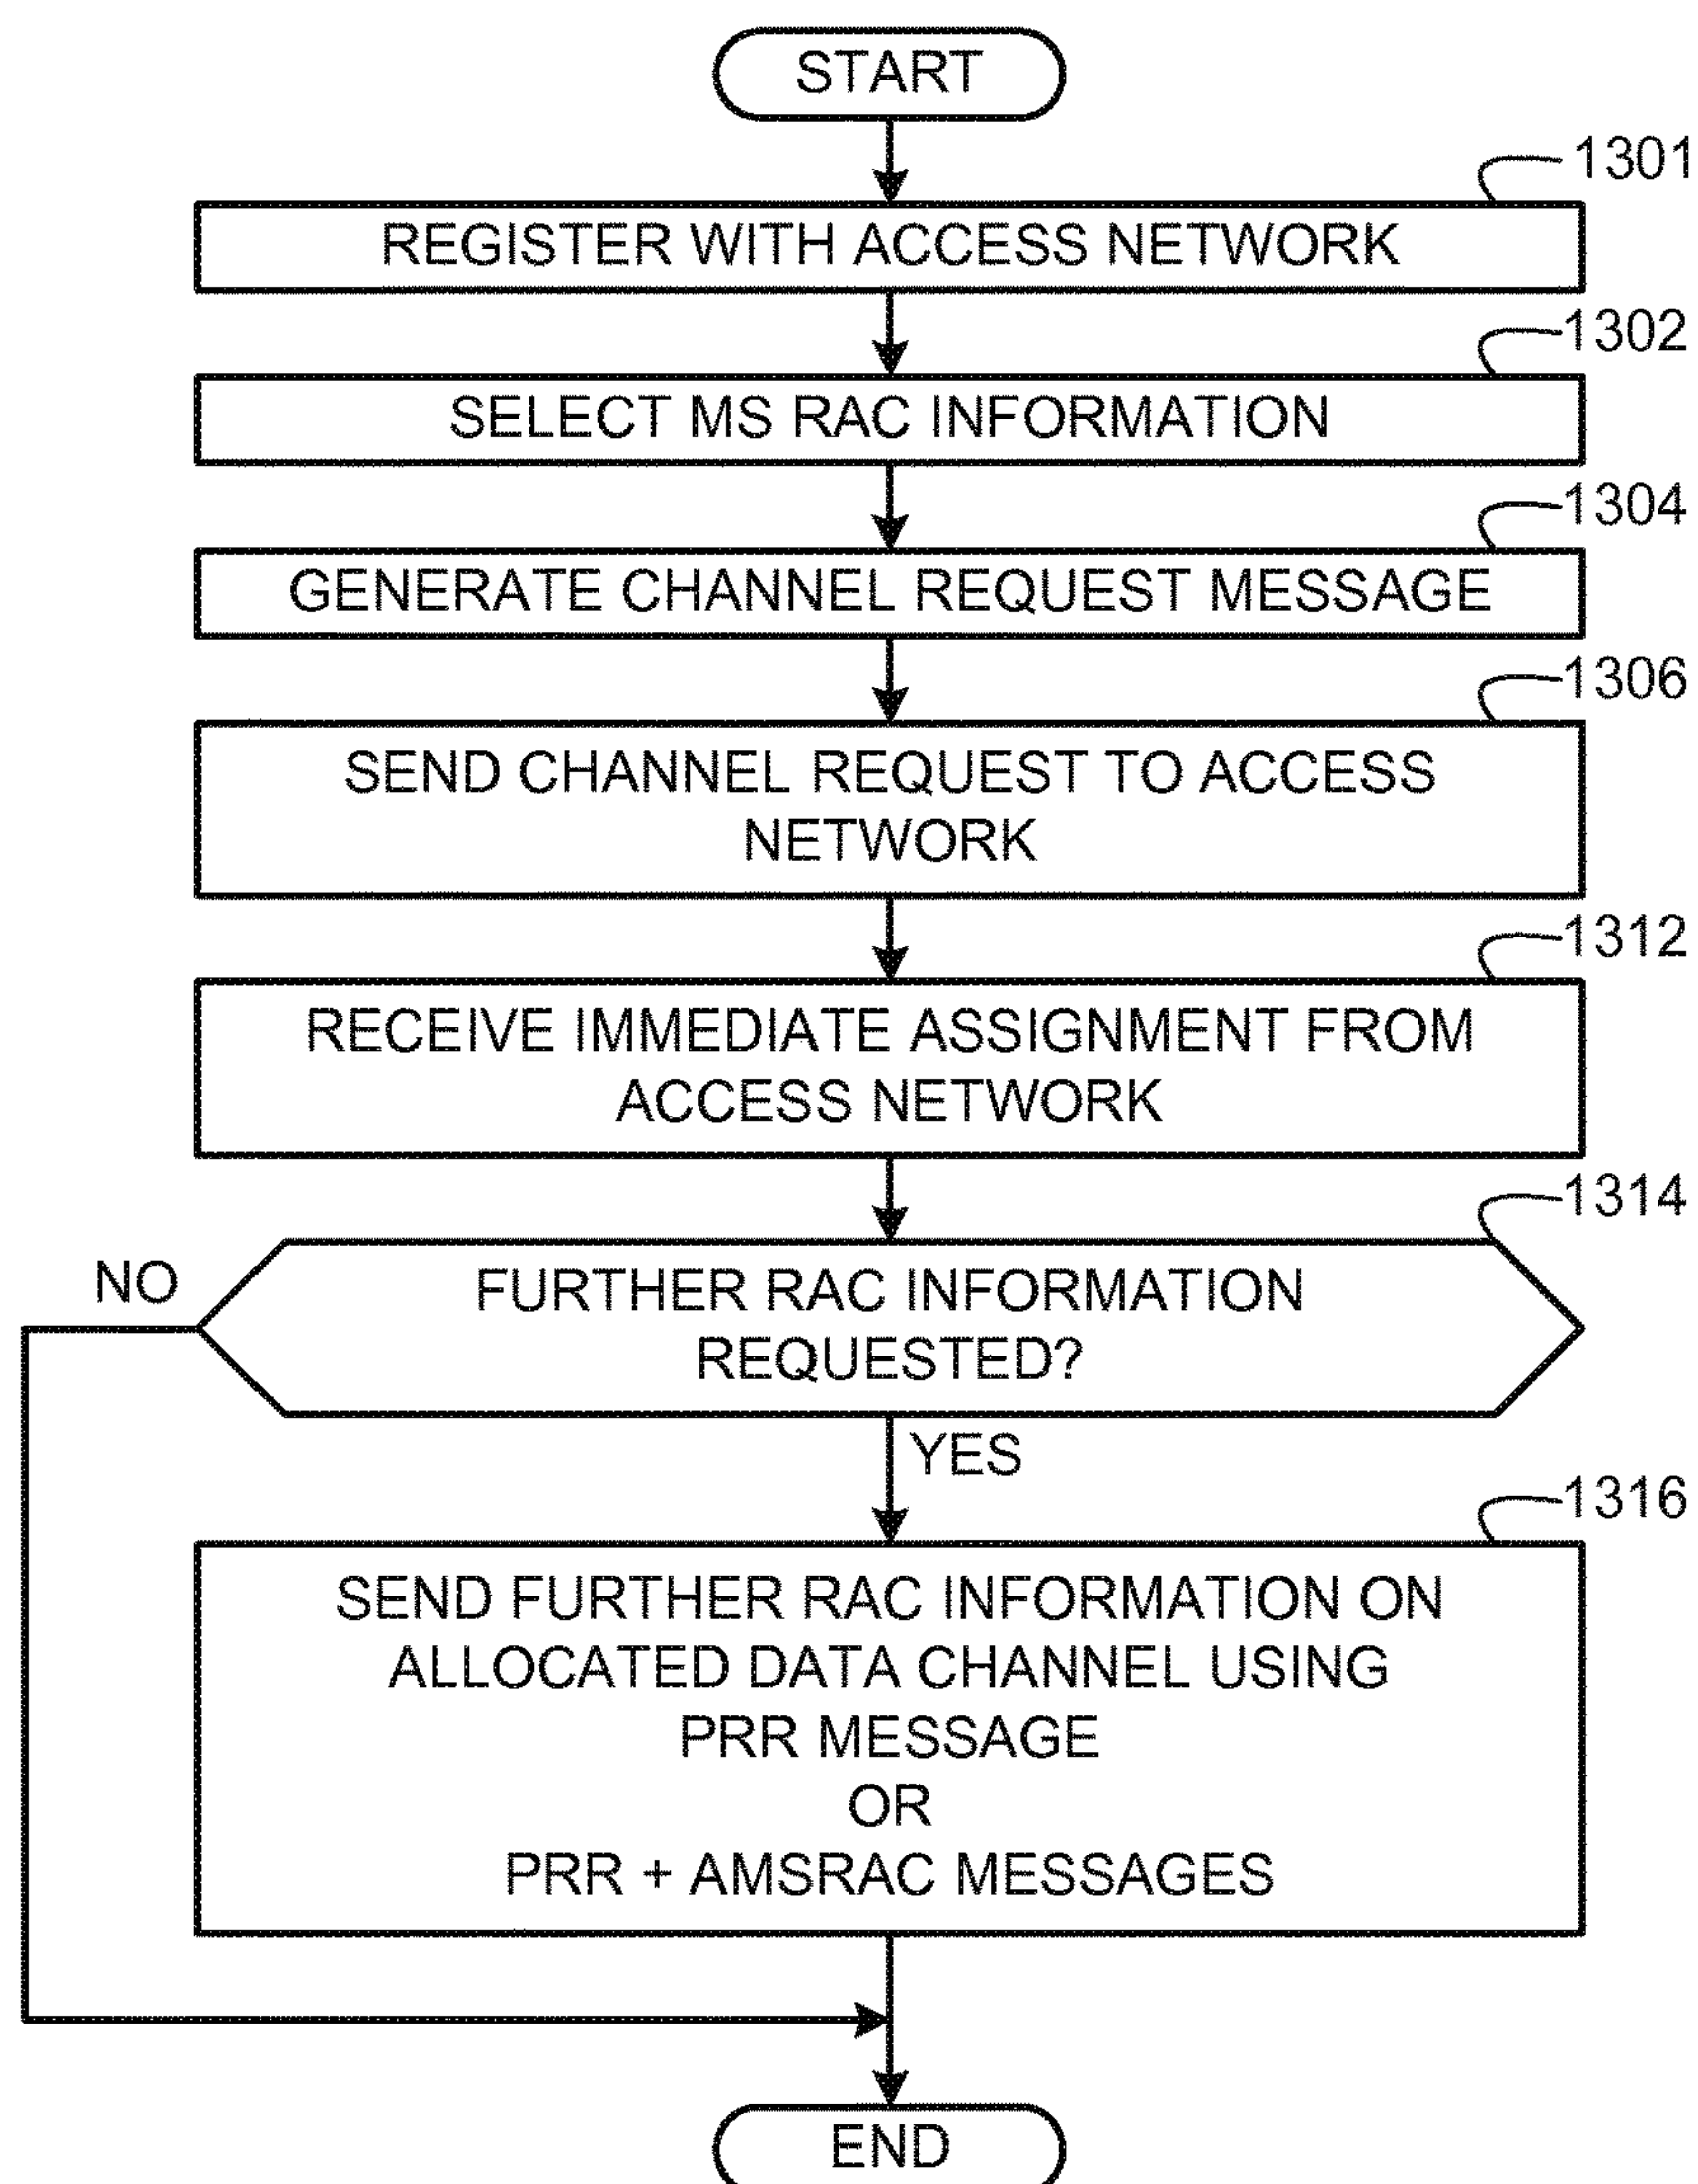 START
1301
REGISTER WITH ACCESS NETWORK
1302
SELECT MS RAC INFORMATION
1304
GENERATE CHANNEL REQUEST MESSAGE
1306
SEND CHANNEL REQUEST TO ACCESS
NETWORK
1312
RECEIVE IMMEDIATE ASSIGNMENT FROM
ACCESS NETWORK
1314
NO
FURTHER RAC INFORMATION
REQUESTED?
YES
1316
SEND FURTHER RAC INFORMATION ON
ALLOCATED DATA CHANNEL USING
PRR MESSAGE
OR
PRR + AMSRAC MESSAGES
END